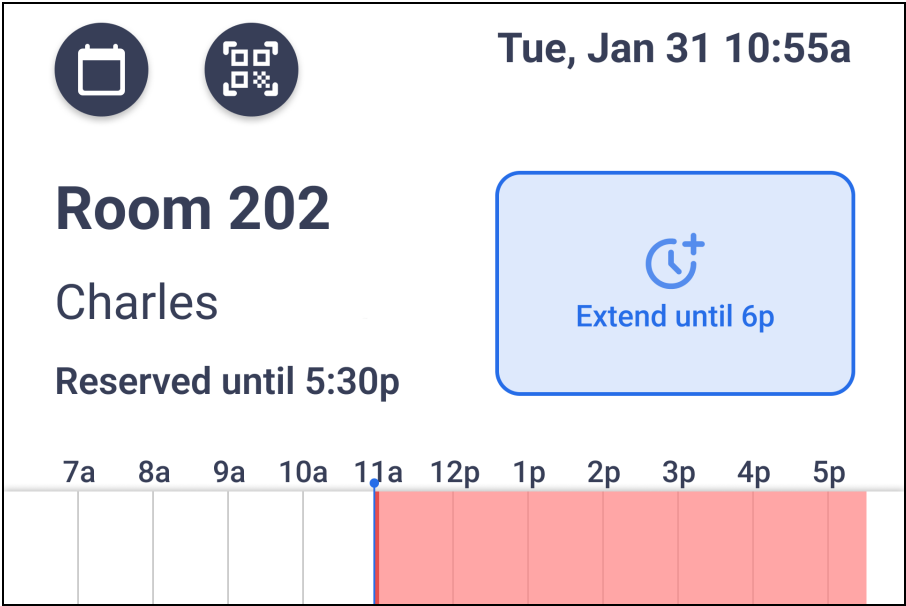 Tue, Jan 31 10:55a
Room 202
Charles
Reserved until 5:30p
Extend until 6p
7a 8a 9a 10a 11a 12p 1p 2p 3p 4p 5p